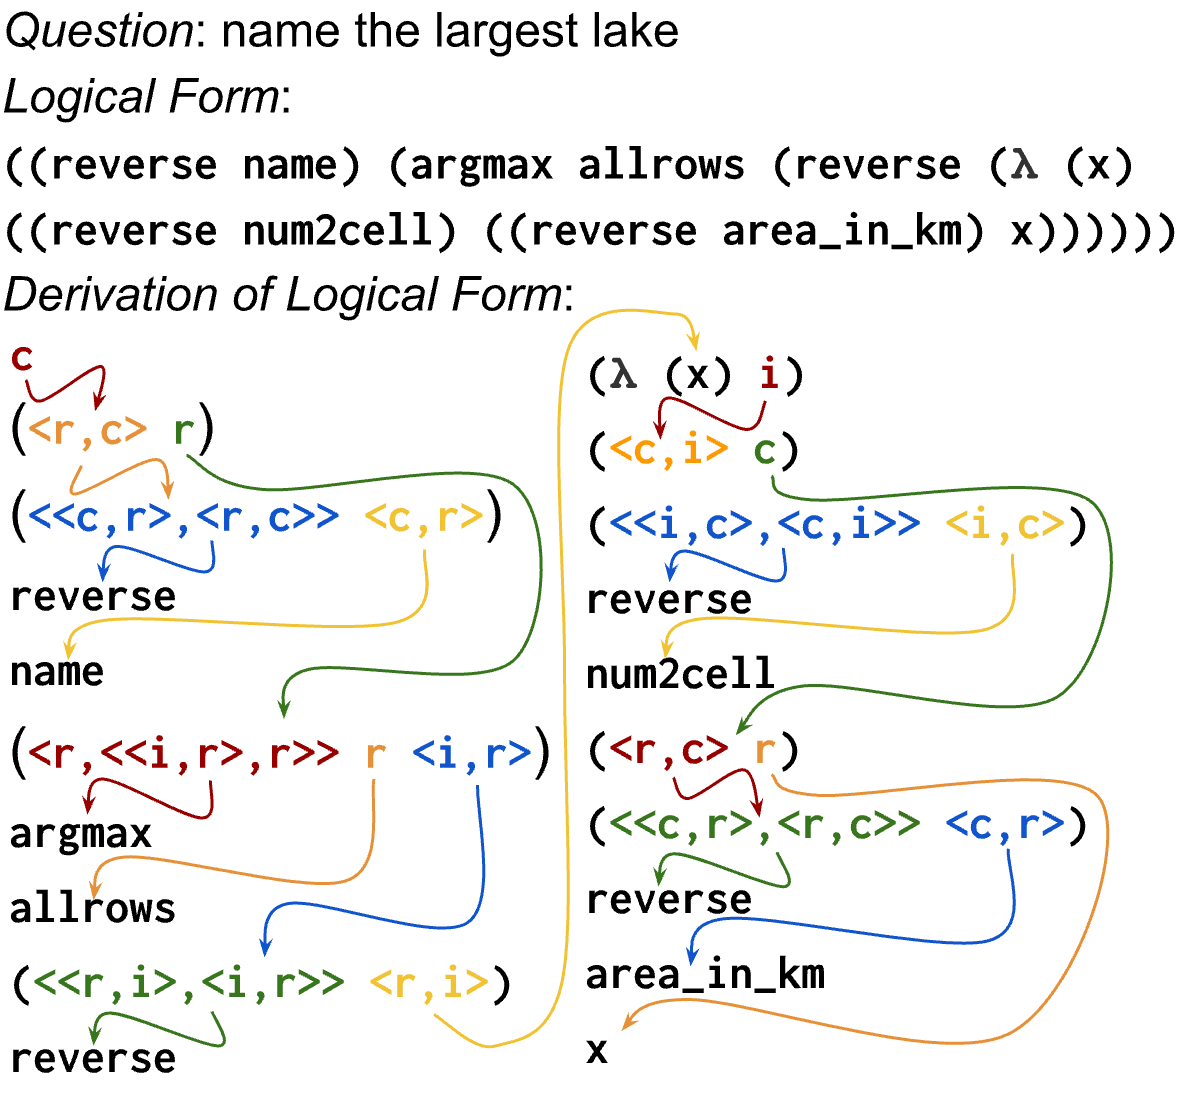 Question: name the largest lake
Logical Form:
((reverse name) (argmax allrows (reverse (λ (x)
((reverse num2cell) ((reverse area_in_km) x))))))
Derivation of Logical Form:
c
(<r,c> r)
(<<c,r>,<r,c>> <c,r>)
reverse
name
(<r,<<i,r>,r>> r <i,r>)
argmax
allrows
(<<r,i>,<i,r>> <r,i>)
reverse
(λ (x) i)
(<c,i> c)
(<<i,c>,<c,i>> <i,c>)
reverse
num2cell
(<r,c> r)
(<<c,r>,<r,c>> <c,r>)
reverse
area_in_km
x